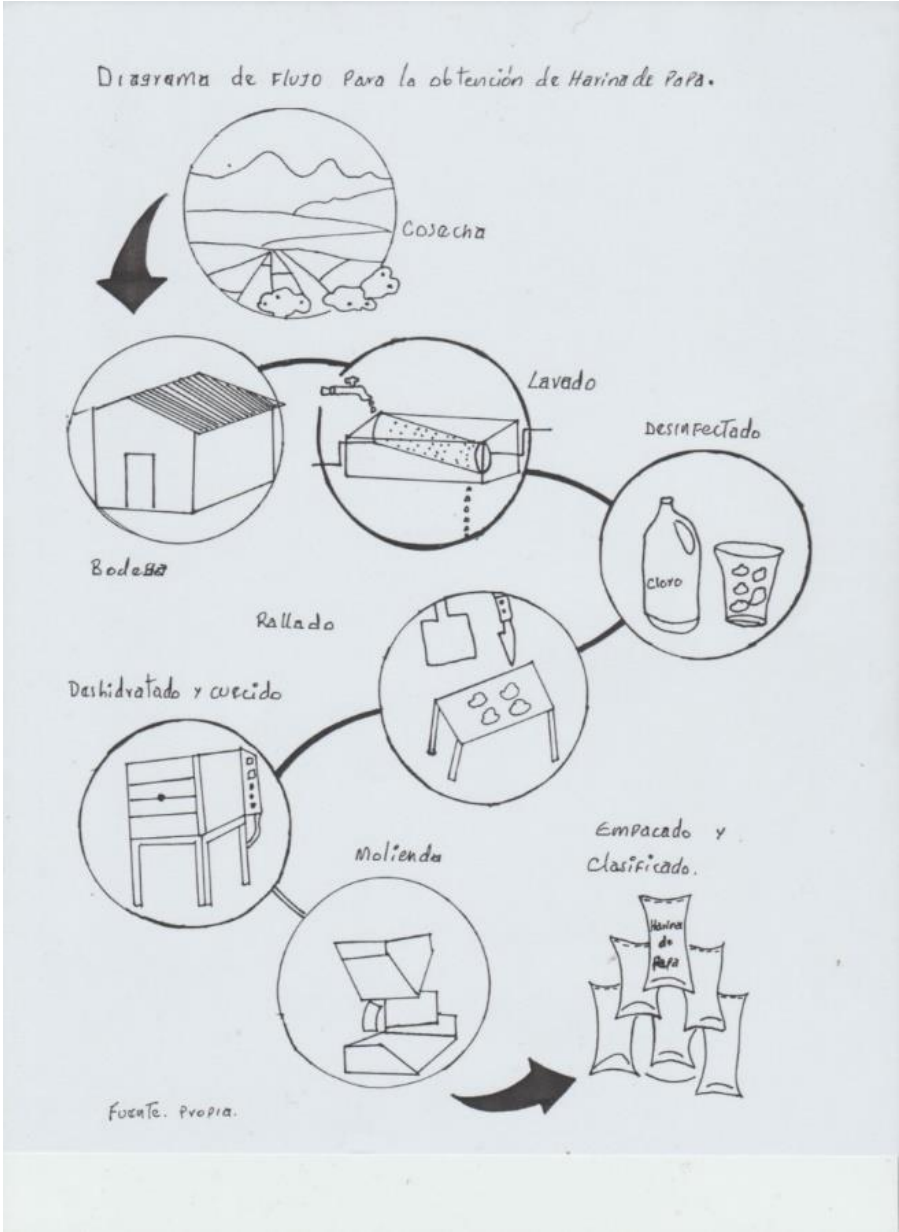 Diagrama de Flujo Para la obtención de Harina de Papa.
Cosecha
Lavado
Desinfectado
Bodega
Cloro
Rallado
Deshidratado y cuecido
Molienda
Empacado y
Clasificado.
Harina
de
Papa
Fuente. Propia.